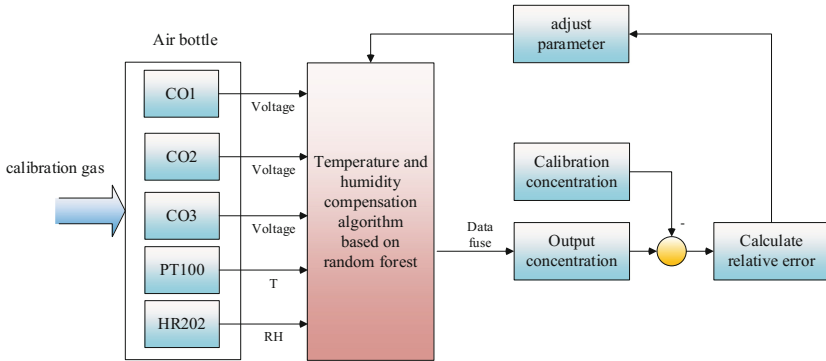 Air bottle
calibration gas
CO1
Voltage
CO2
Voltage
CO3
Voltage
PT100
T
HR202
RH
Temperature and
humidity
compensation
algorithm
based on
random forest
adjust
parameter
Calibration
concentration
Data
fuse
Output
concentration
-
Calculate
relative error